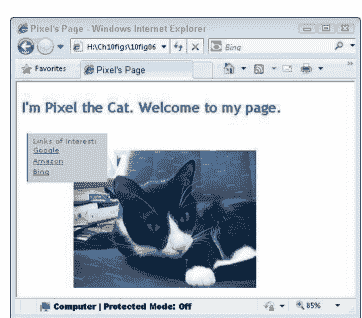 Pixel's Page - Windows Internet Explorer
H:\Ch10figs\10fig06
X
Bing
Favorites
Pixel's Page
»
I'm Pixel the Cat. Welcome to my page.
Links of Interest:
Google
Amazon
Bing
Computer | Protected Mode: Off
85%